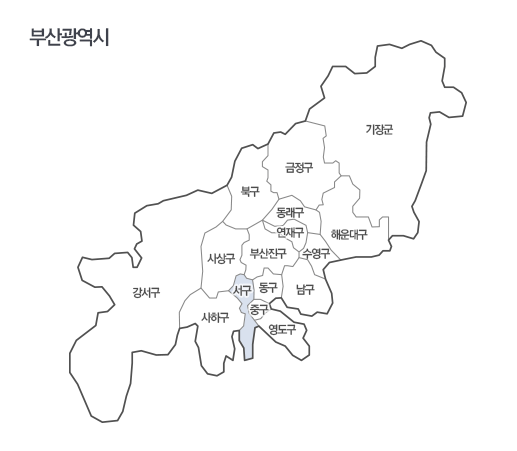 부산광역시
기장군
금정구
북구
동래구
연재구
해운대구
수영구
부산진구
사상구
서구
동구
남구
강서구
중구
사하구
영도구